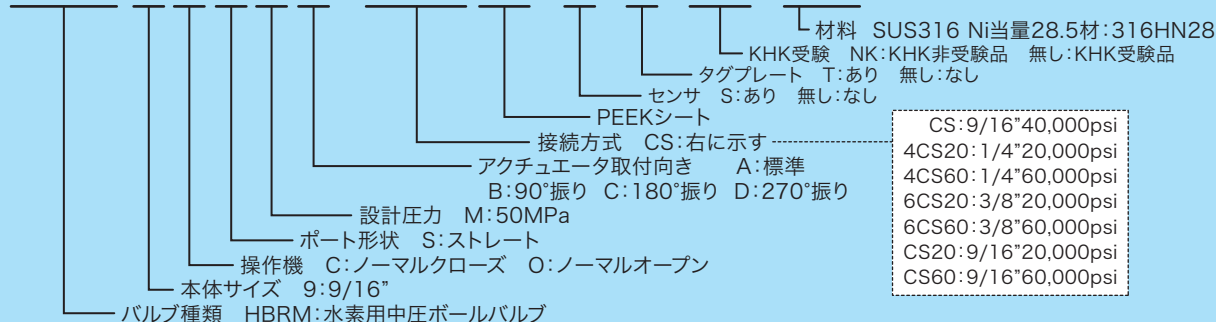 材料 SUS316 Ni当量28.5材:316HN28
KHK受験 NK:KHK非受験品 無し:KHK受験品
タグプレート T:あり 無し:なし
センサ S:あり 無し:なし
PEEKシート
接続方式 CS:右に示す
CS:9/16”40,000psi
4CS20:1/4”20,000psi
4CS60:1/4”60,000psi
6CS20:3/8”20,000psi
6CS60:3/8”60,000psi
CS20:9/16”20,000psi
CS60:9/16”60,000psi
アクチュエータ取付向き A:標準
B:90°振り C:180°振り D:270°振り
設計圧力 M:50MPa
ポート形状 S:ストレート
操作機 C:ノーマルクローズ O:ノーマルオープン
本体サイズ 9:9/16”
バルブ種類 HBRM:水素用中圧ボールバルブ